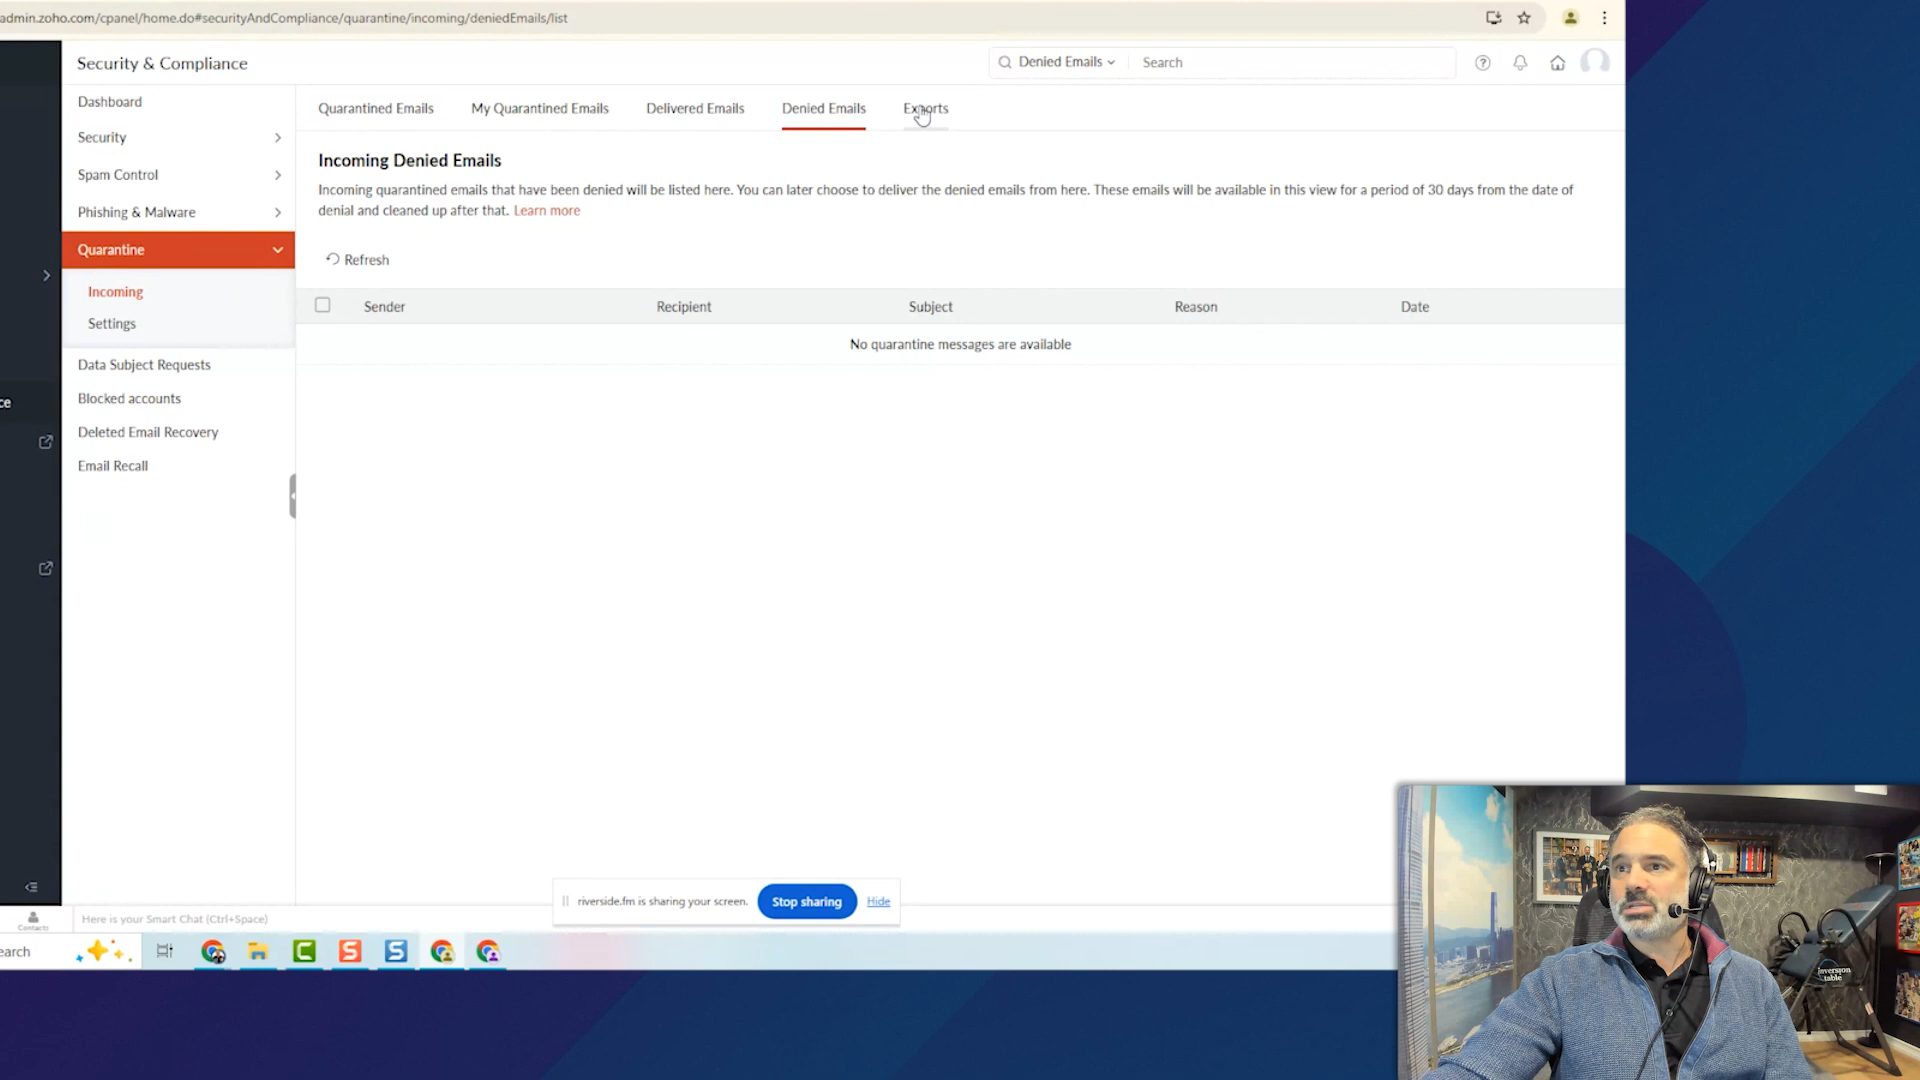 admin.zoho.com/cpanel/home.do#securityAndCompliance/quarantine/incoming/deniedEmails/list
Security & Compliance
Denied Emails
Search
Dashboard
Security
Spam Control
Phishing & Malware
Quarantine
Incoming
Settings
Data Subject Requests
Blocked accounts
Deleted Email Recovery
Email Recall
ce
Quarantined Emails
My Quarantined Emails
Delivered Emails
Denied Emails
Exports
Incoming Denied Emails
Incoming quarantined emails that have been denied will be listed here. You can later choose to deliver the denied emails from here. These emails will be available in this view for a period of 30 days from the date of
denial and cleaned up after that. Learn more
Refresh
Sender Recipient Subject Reason Date
No quarantine messages are available
riverside.fm is sharing your screen. Stop sharing Hide
Contacts
Here is your Smart Chat (Ctrl+Space)
earch
Inversion
table